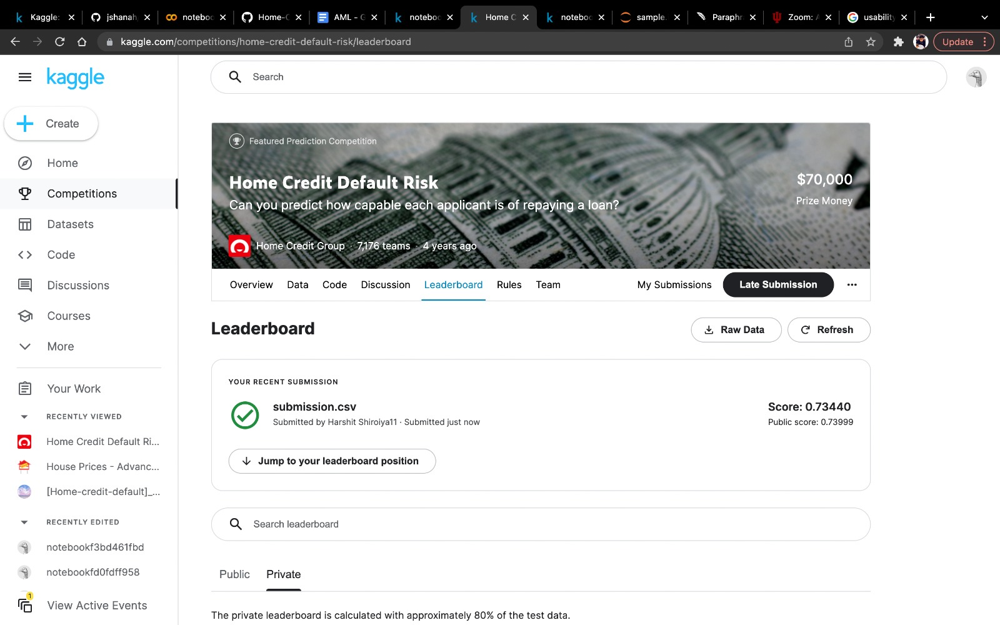 Kaggle:
jshanah
noteboo
Home-C
AML - G
noteboo
Home C
noteboo
sample.
Paraphr
Zoom: A
usability
kaggle.com/competitions/home-credit-default-risk/leaderboard
Update
kaggle
Search
Create
Home
Competitions
Datasets
Code
Discussions
Courses
More
Your Work
RECENTLY VIEWED
Home Credit Default Ri...
House Prices - Advanc...
[Home-credit-default]_...
RECENTLY EDITED
notebookf3bd461fbd
notebookfd0fdff958
1
View Active Events
Featured Prediction Competition
Home Credit Default Risk
Can you predict how capable each applicant is of repaying a loan?
$70,000
Prize Money
Home Credit Group · 7,176 teams · 4 years ago
Overview Data Code Discussion Leaderboard Rules Team My Submissions Late Submission ...
Leaderboard
Raw Data
Refresh
YOUR RECENT SUBMISSION
submission.csv
Submitted by Harshit Shiroiya11 · Submitted just now
Score: 0.73440
Public score: 0.73999
Jump to your leaderboard position
Search leaderboard
Public Private
The private leaderboard is calculated with approximately 80% of the test data.